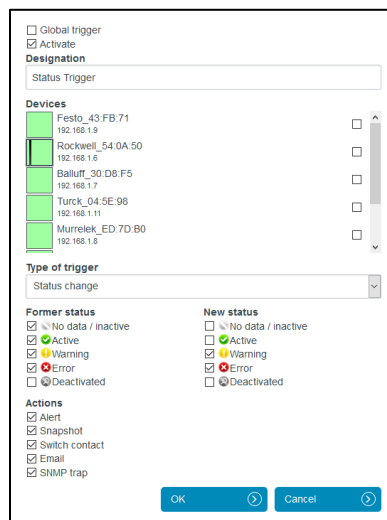 Global trigger
Activate
Designation
Status Trigger
Devices
Festo_43:FB:71
192.168.1.9
Rockwell_54:0A:50
192.168.1.6
Balluff_30:D8:F5
192.168.1.7
Turck_04:5E:98
192.168.1.11
Murrelek_ED:7D:B0
192.168.1.8
Type of trigger
Status change
Former status
No data / inactive
Active
Warning
Error
Deactivated
New status
No data / inactive
Active
Warning
Error
Deactivated
Actions
Alert
Snapshot
Switch contact
Email
SNMP trap
OK
Cancel